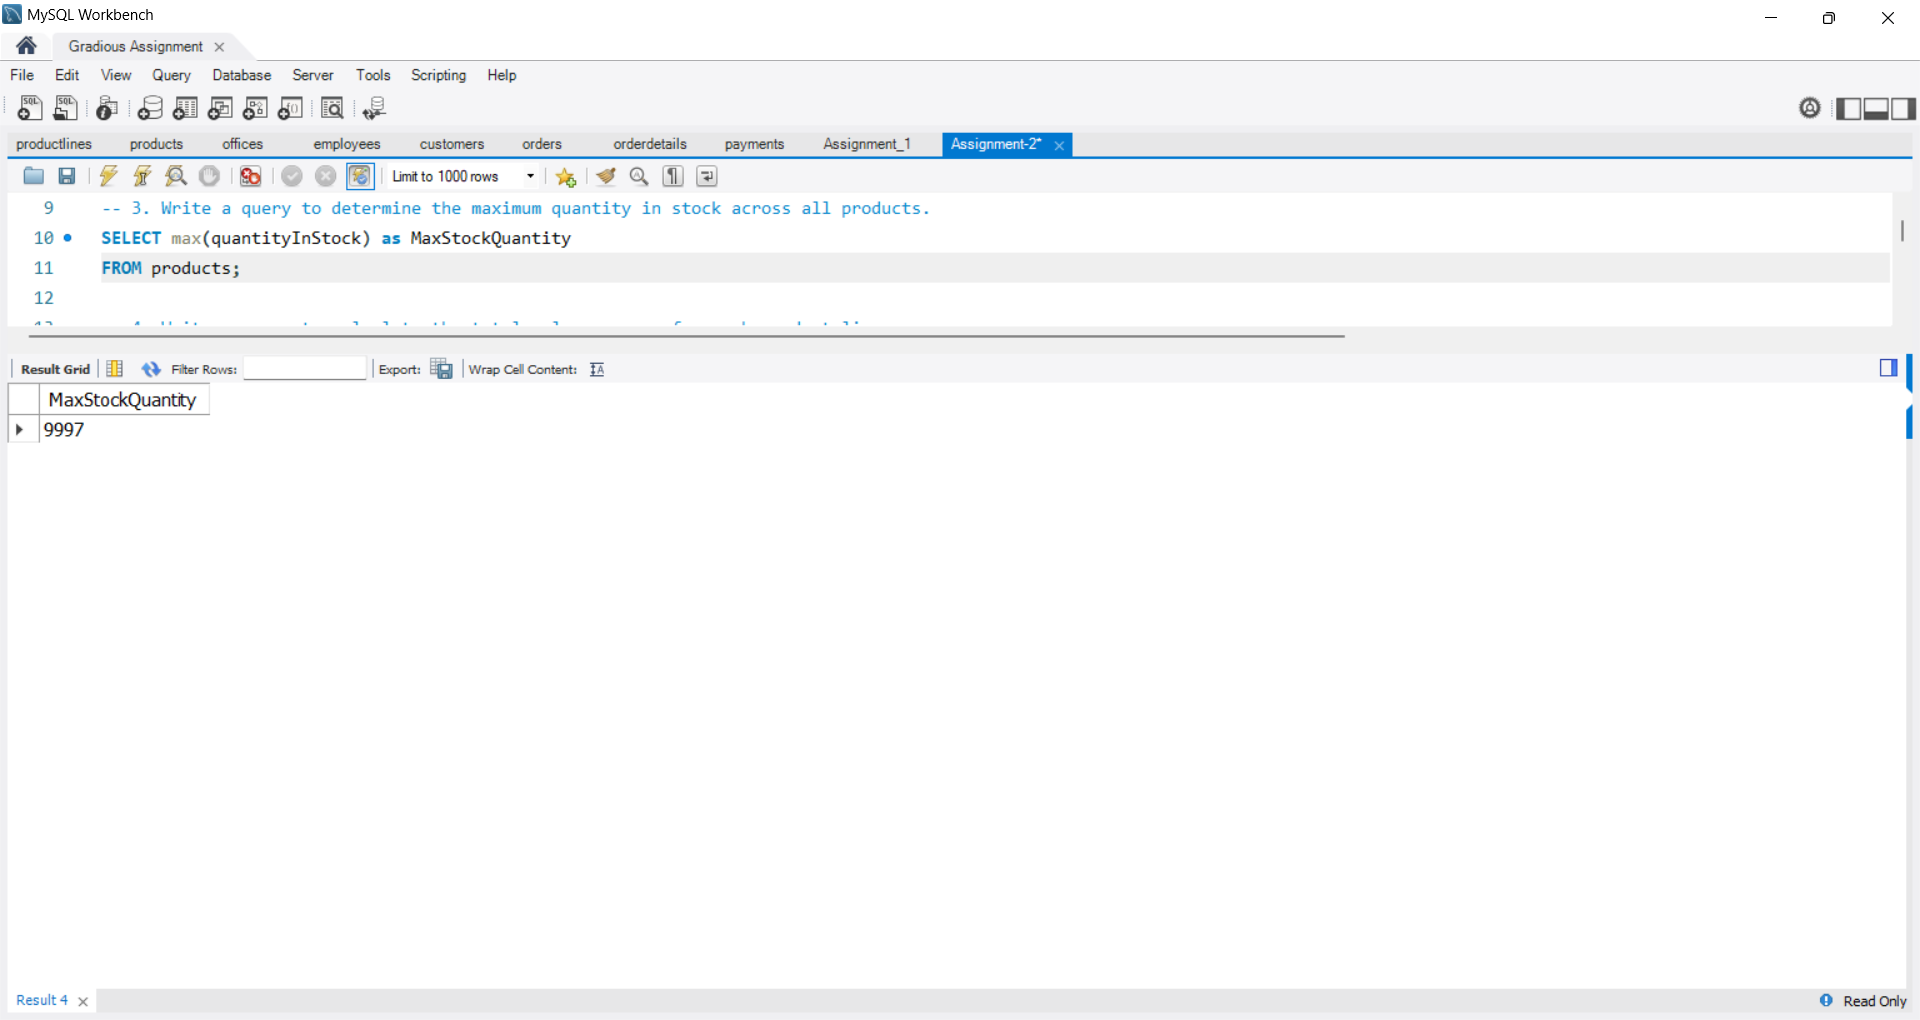 MySQL Workbench
Gradious Assignment
File Edit View Query Database Server Tools Scripting Help
productlines products offices employees customers orders orderdetails payments Assignment_1 Assignment-2*
Limit to 1000 rows
9 -- 3. Write a query to determine the maximum quantity in stock across all products.
10 SELECT max(quantityInStock) as MaxStockQuantity
11 FROM products;
12
Result Grid Filter Rows: Export: Wrap Cell Content:
MaxStockQuantity
9997
Result 4 Read Only